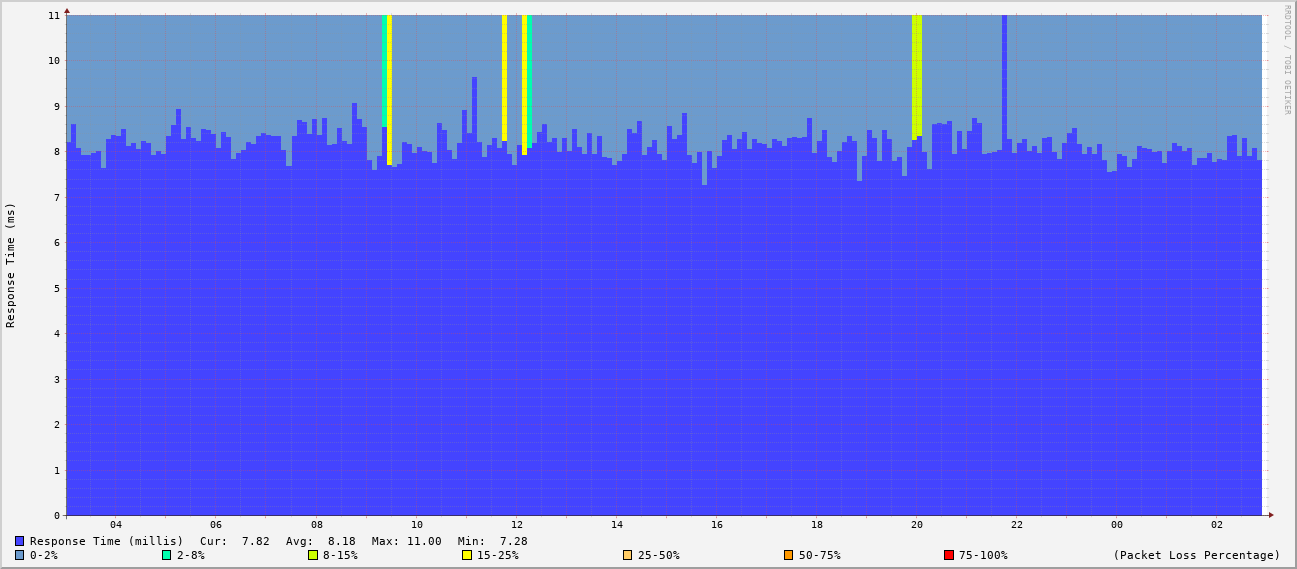 RRDTOOL / TOBI OETIKER
Response Time (ms)
11
10
9
8
7
6
5
4
3
2
1
0
04 06 08 10 12 14 16 18 20 22 00 02
Response Time (millis) Cur: 7.82 Avg: 8.18 Max: 11.00 Min: 7.28
0-2% 2-8% 8-15% 15-25% 25-50% 50-75% 75-100% (Packet Loss Percentage)